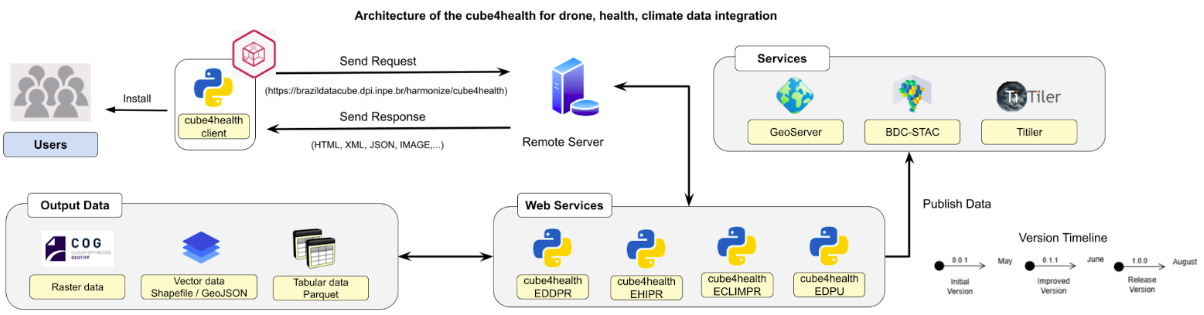 Architecture of the cube4health for drone, health, climate data integration
Install
Users
cube4health
client
Send Request
(https://brazildatacube.dpi.inpe.br/harmonize/cube4health)
Send Response
(HTML, XML, JSON, IMAGE,...)
Remote Server
Services
GeoServer
BDC-STAC
TiTiler
Titiler
Output Data
COG
CLOUD OPTIMIZED
GEOTIFF
Raster data
Vector data
Shapefile / GeoJSON
Tabular data
Parquet
Web Services
cube4health
EDDPR
cube4health
EHIPR
cube4health
ECLIMPR
cube4health
EDPU
Publish Data
Version Timeline
0.0.1
May
Initial
Version
0.1.1
June
Improved
Version
1.0.0
August
Release
Version